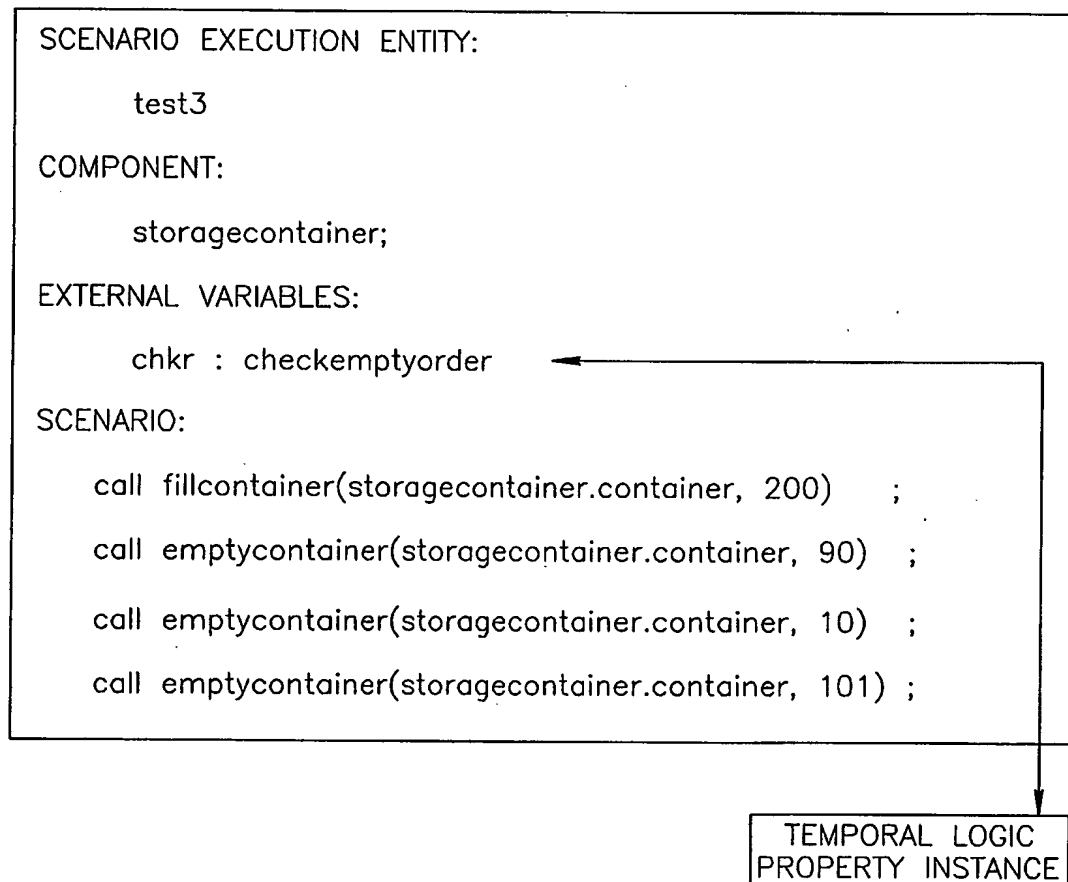 SCENARIO EXECUTION ENTITY:
test3
COMPONENT:
storagecontainer;
EXTERNAL VARIABLES:
chkr : checkemptyorder
SCENARIO:
call fillcontainer(storagecontainer.container, 200) ;
call emptycontainer(storagecontainer.container, 90) ;
call emptycontainer(storagecontainer.container, 10) ;
call emptycontainer(storagecontainer.container, 101) ;
TEMPORAL LOGIC
PROPERTY INSTANCE